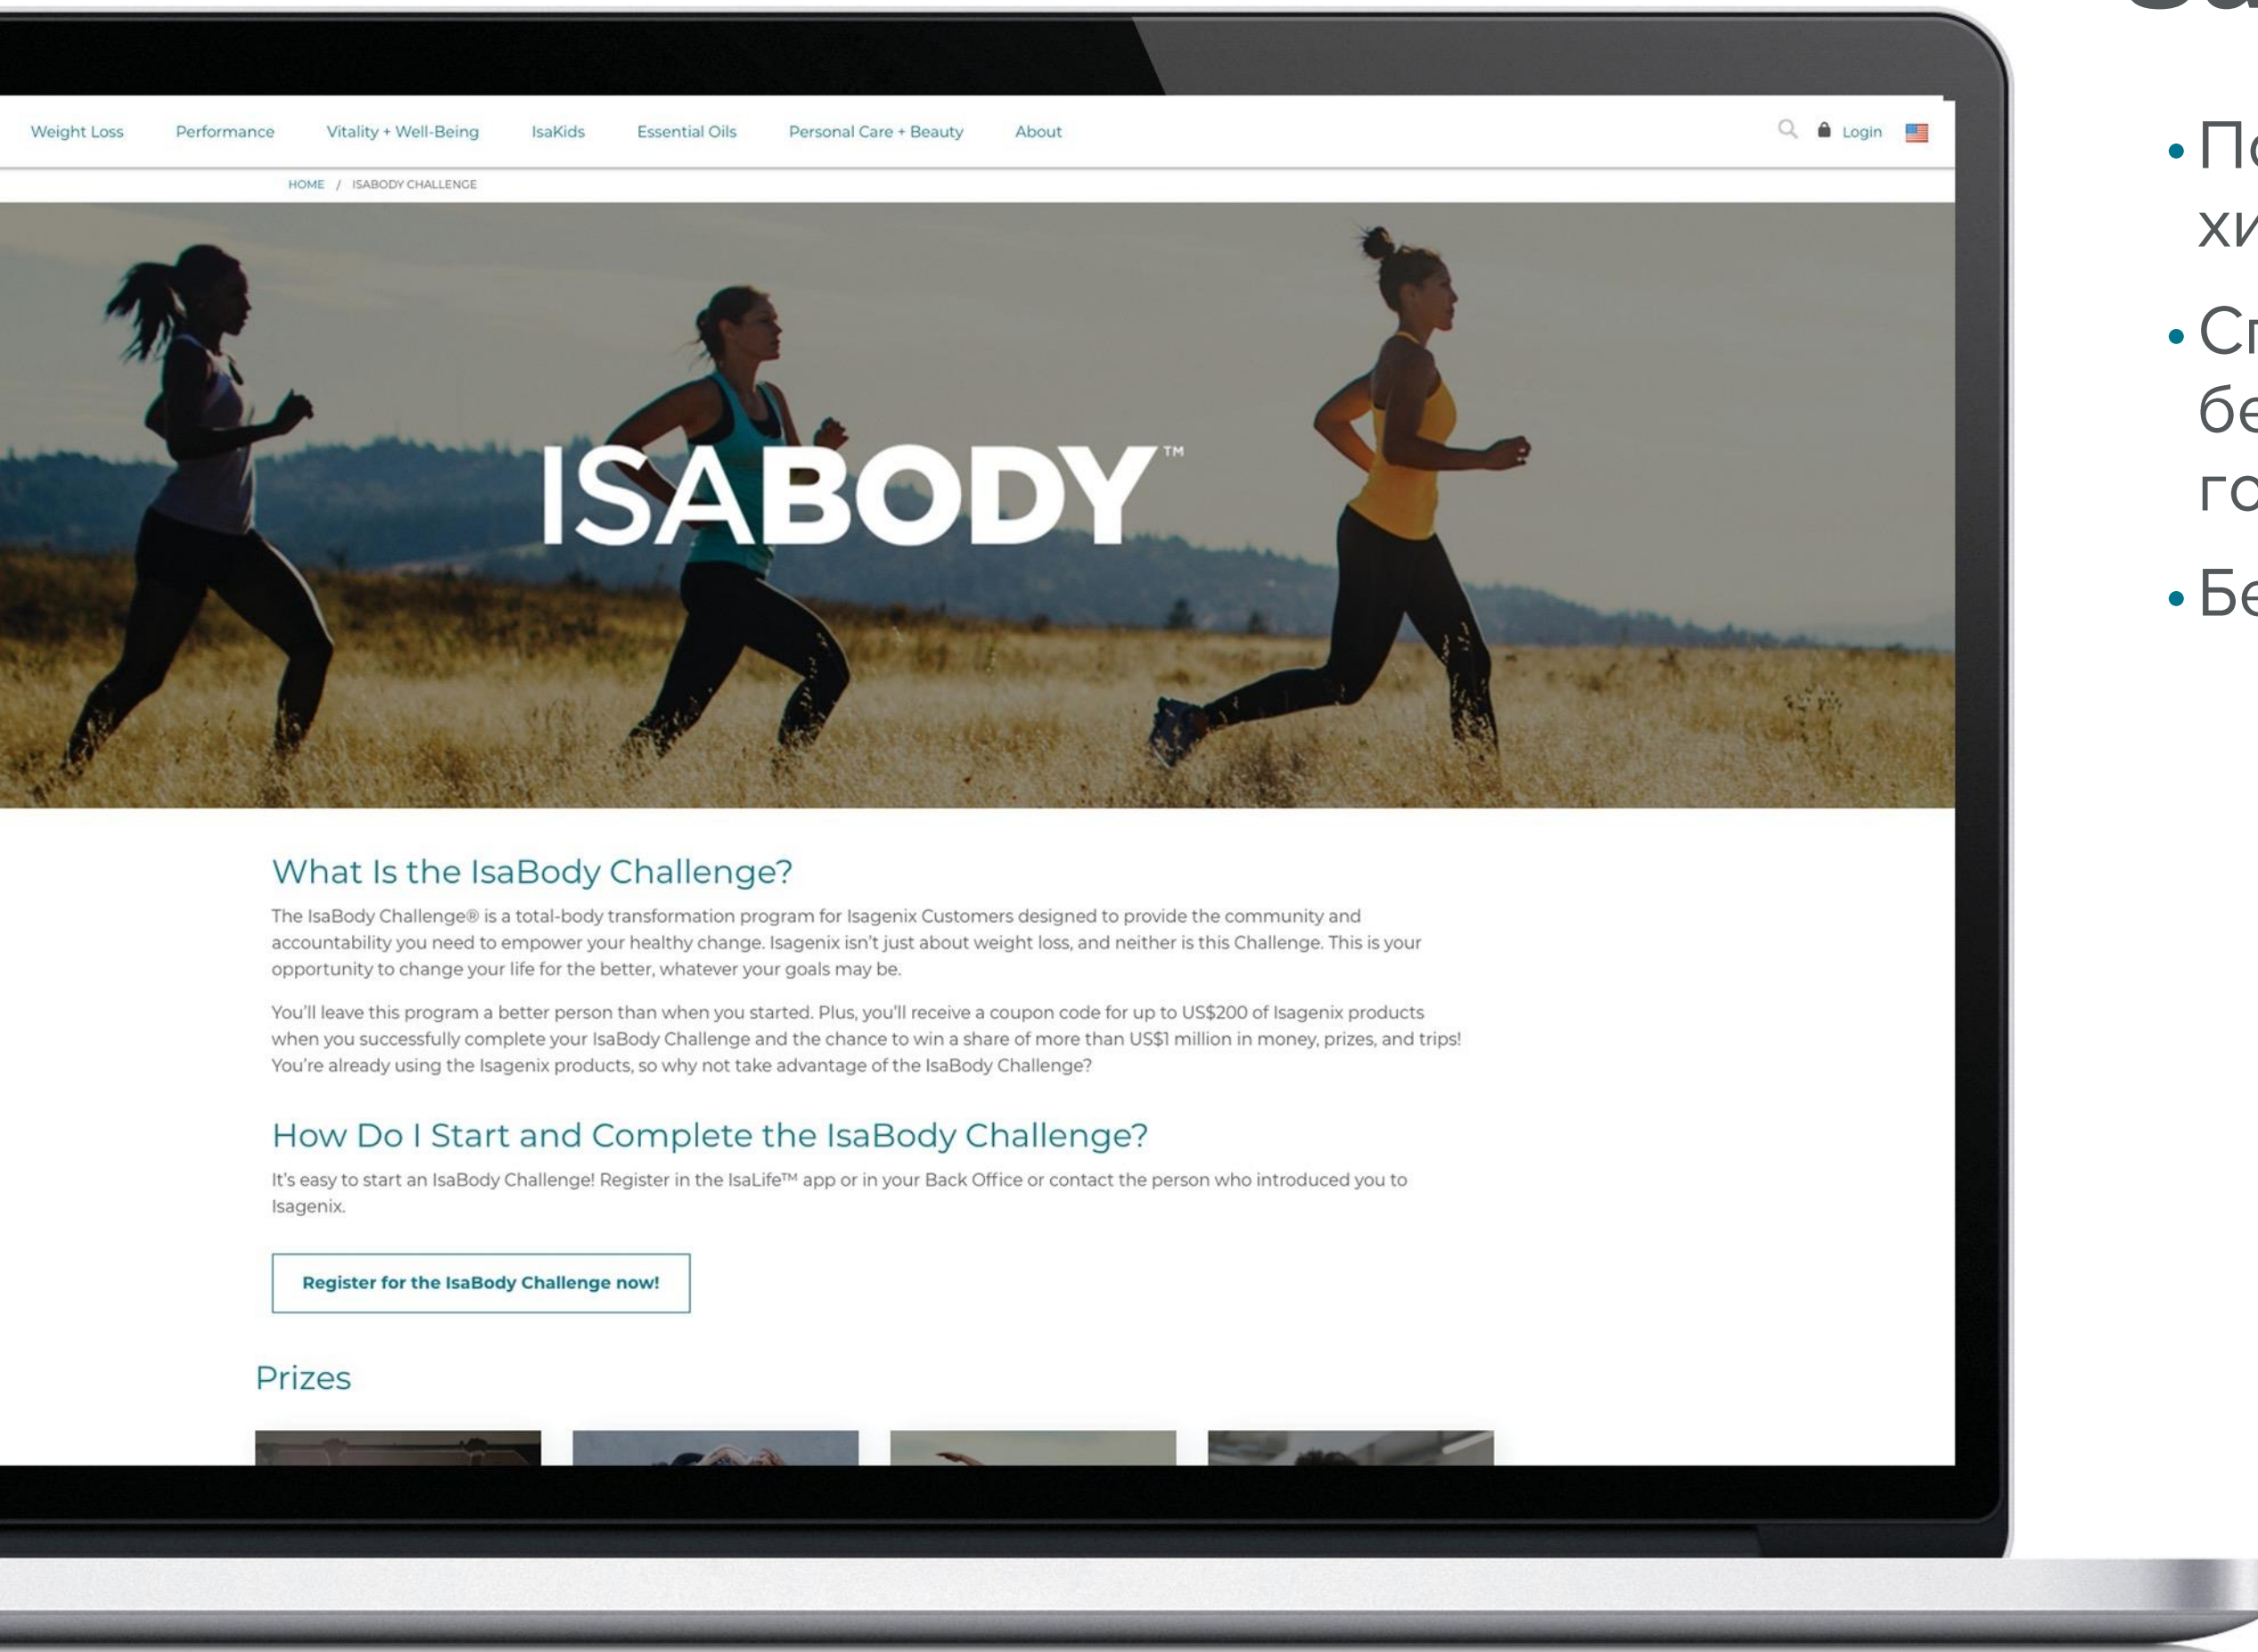 Weight Loss Performance Vitality + Well-Being IsaKids Essential Oils Personal Care + Beauty About Login
HOME / ISABODY CHALLENGE
ISABODY™
What Is the IsaBody Challenge?
The IsaBody Challenge® is a total-body transformation program for Isagenix Customers designed to provide the community and
accountability you need to empower your healthy change. Isagenix isn't just about weight loss, and neither is this Challenge. This is your
opportunity to change your life for the better, whatever your goals may be.
You'll leave this program a better person than when you started. Plus, you'll receive a coupon code for up to US$200 of Isagenix products
when you successfully complete your IsaBody Challenge and the chance to win a share of more than US$1 million in money, prizes, and trips!
You're already using the Isagenix products, so why not take advantage of the IsaBody Challenge?
How Do I Start and Complete the IsaBody Challenge?
It's easy to start an IsaBody Challenge! Register in the IsaLife™ app or in your Back Office or contact the person who introduced you to
Isagenix.
Register for the IsaBody Challenge now!
Prizes